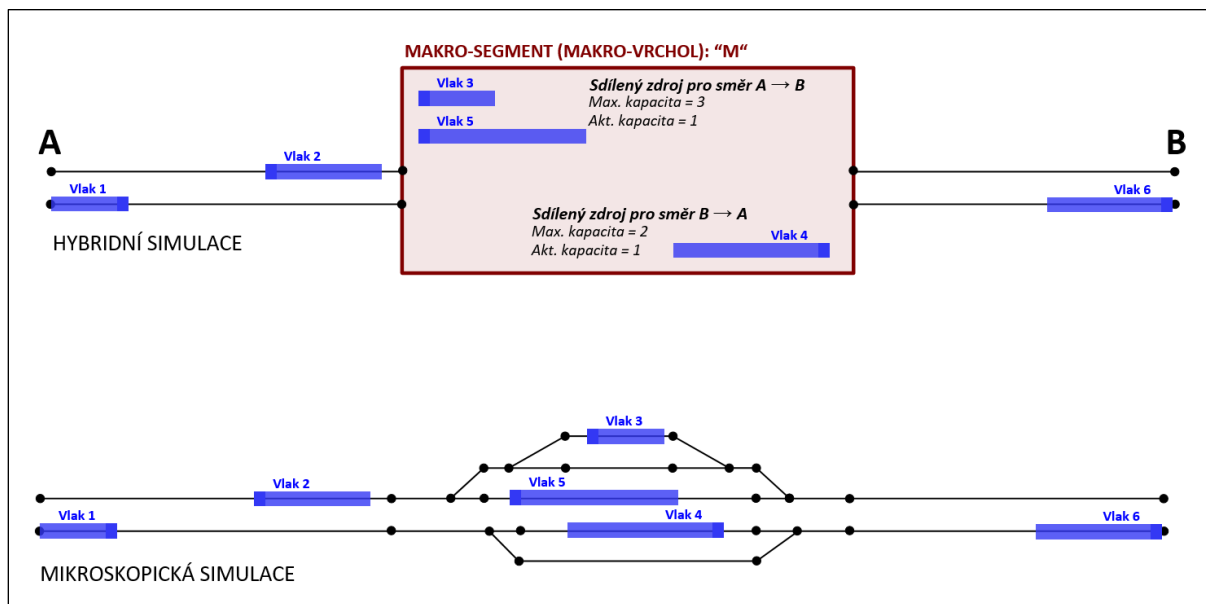 MAKRO-SEGMENT (MAKRO-VRCHOL): "M“
Vlak 3
Sdílený zdroj pro směr A → B
Max. kapacita = 3
Akt. kapacita = 1
Vlak 5
A
B
Vlak 2
Vlak 1
Vlak 6
Sdílený zdroj pro směr B → A
Max. kapacita = 2
Akt. kapacita = 1
Vlak 4
HYBRIDNÍ SIMULACE
Vlak 3
Vlak 2
Vlak 5
Vlak 1
Vlak 4
Vlak 6
MIKROSKOPICKÁ SIMULACE